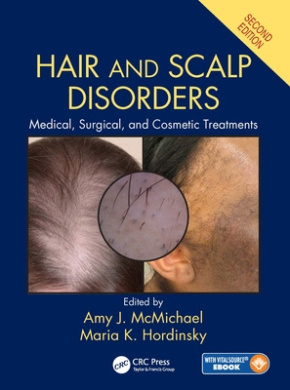 SECOND
EDITION
HAIR AND SCALP
DISORDERS
Medical, Surgical, and Cosmetic Treatments
Edited by
Amy J. McMichael
Maria K. Hordinsky
CRC
CRC Press
Taylor & Francis Group
WITH VITALSOURCE®
EBOOK